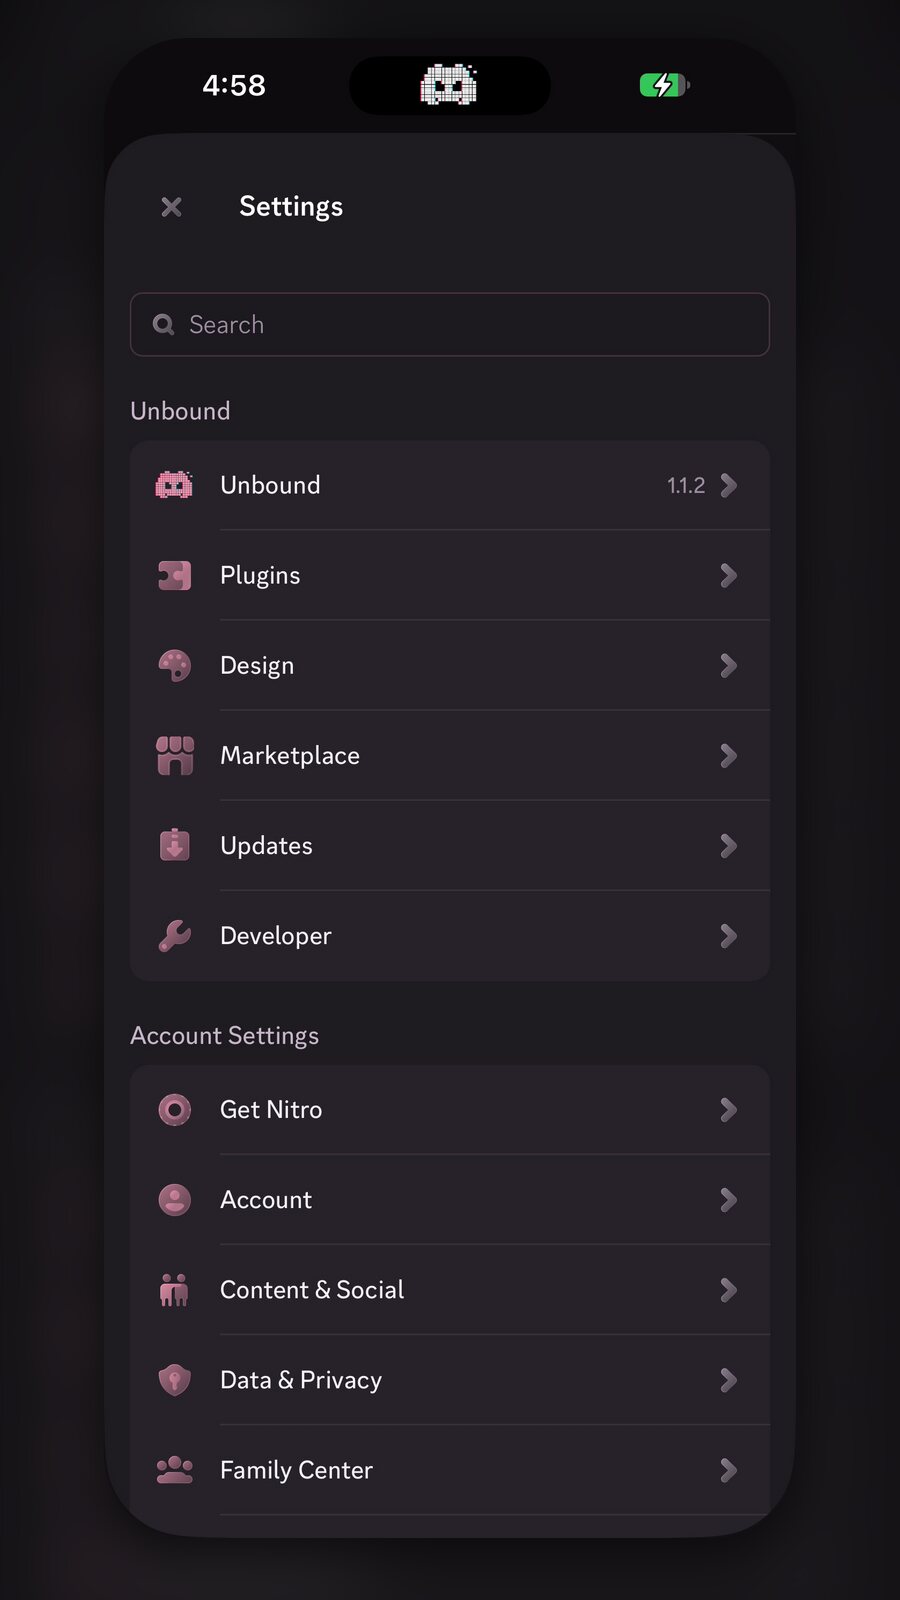 4:58
Settings
Search
Unbound
Unbound 1.1.2
Plugins
Design
Marketplace
Updates
Developer
Account Settings
Get Nitro
Account
Content & Social
Data & Privacy
Family Center